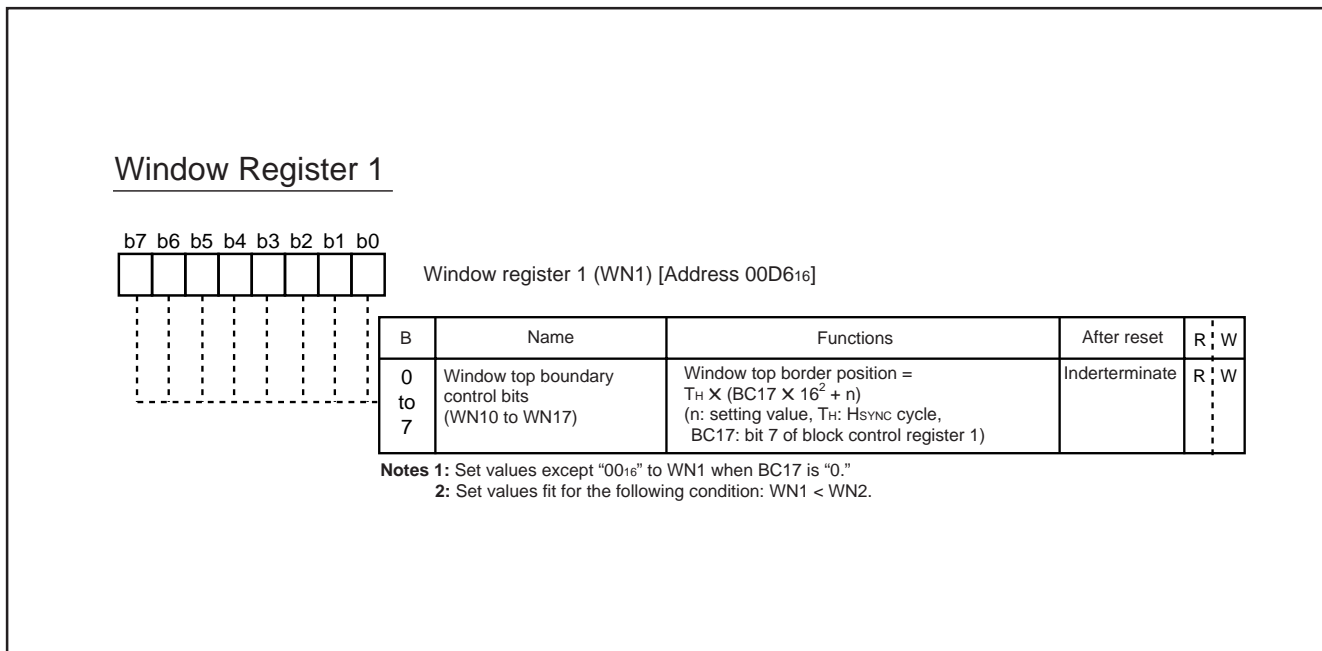 Window Register 1
b7 b6 b5 b4 b3 b2 b1 b0
Window register 1 (WN1) [Address 00D6₁₆]
B Name Functions After reset R W
0 to 7
Window top boundary
control bits
(WN10 to WN17)
Window top border position =
TH X (BC17 X 16² + n)
(n: setting value, TH: HSYNC cycle,
BC17: bit 7 of block control register 1)
Inderterminate R W
Notes 1: Set values except “00₁₆” to WN1 when BC17 is “0.”
2: Set values fit for the following condition: WN1 < WN2.